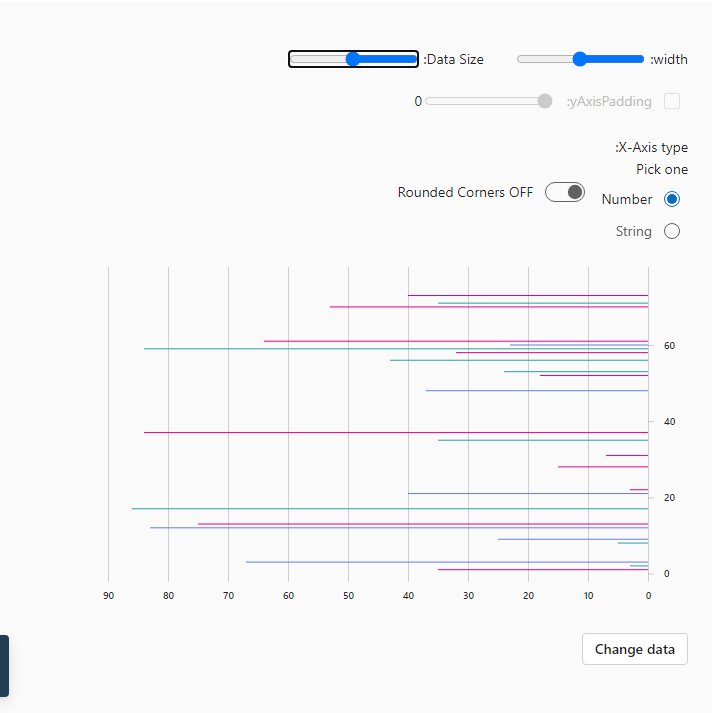 :width
:Data Size
:yAxisPadding
0
:X-Axis type
Pick one
Number
Rounded Corners OFF
String
60
40
20
0
90 80 70 60 50 40 30 20 10 0
Change data